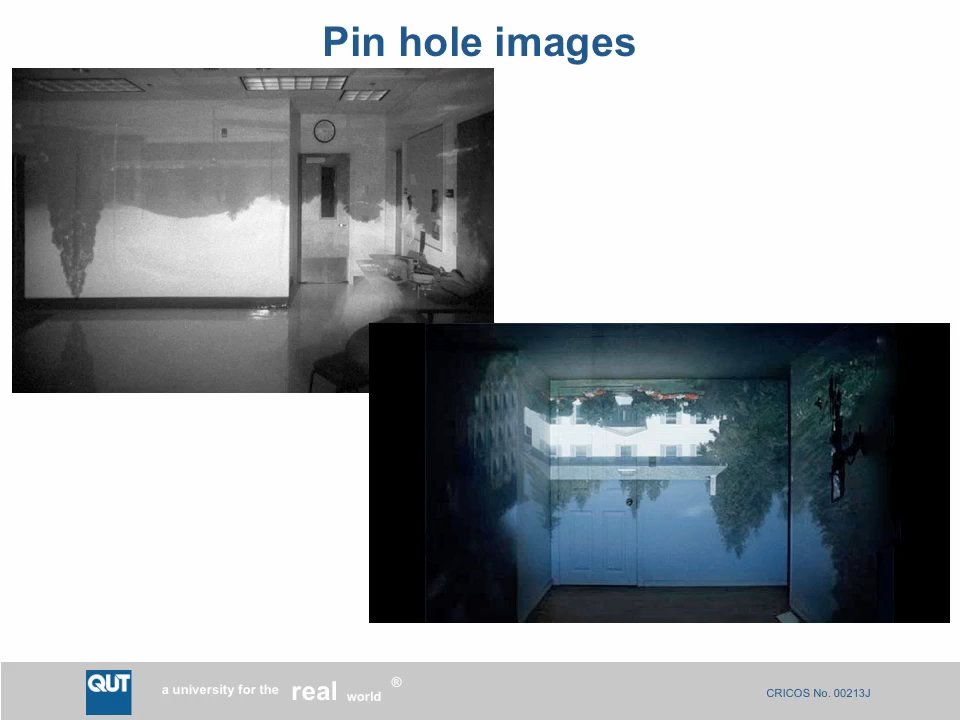 Pin hole images
QUT
a university for the real world ®
CRICOS No. 00213J